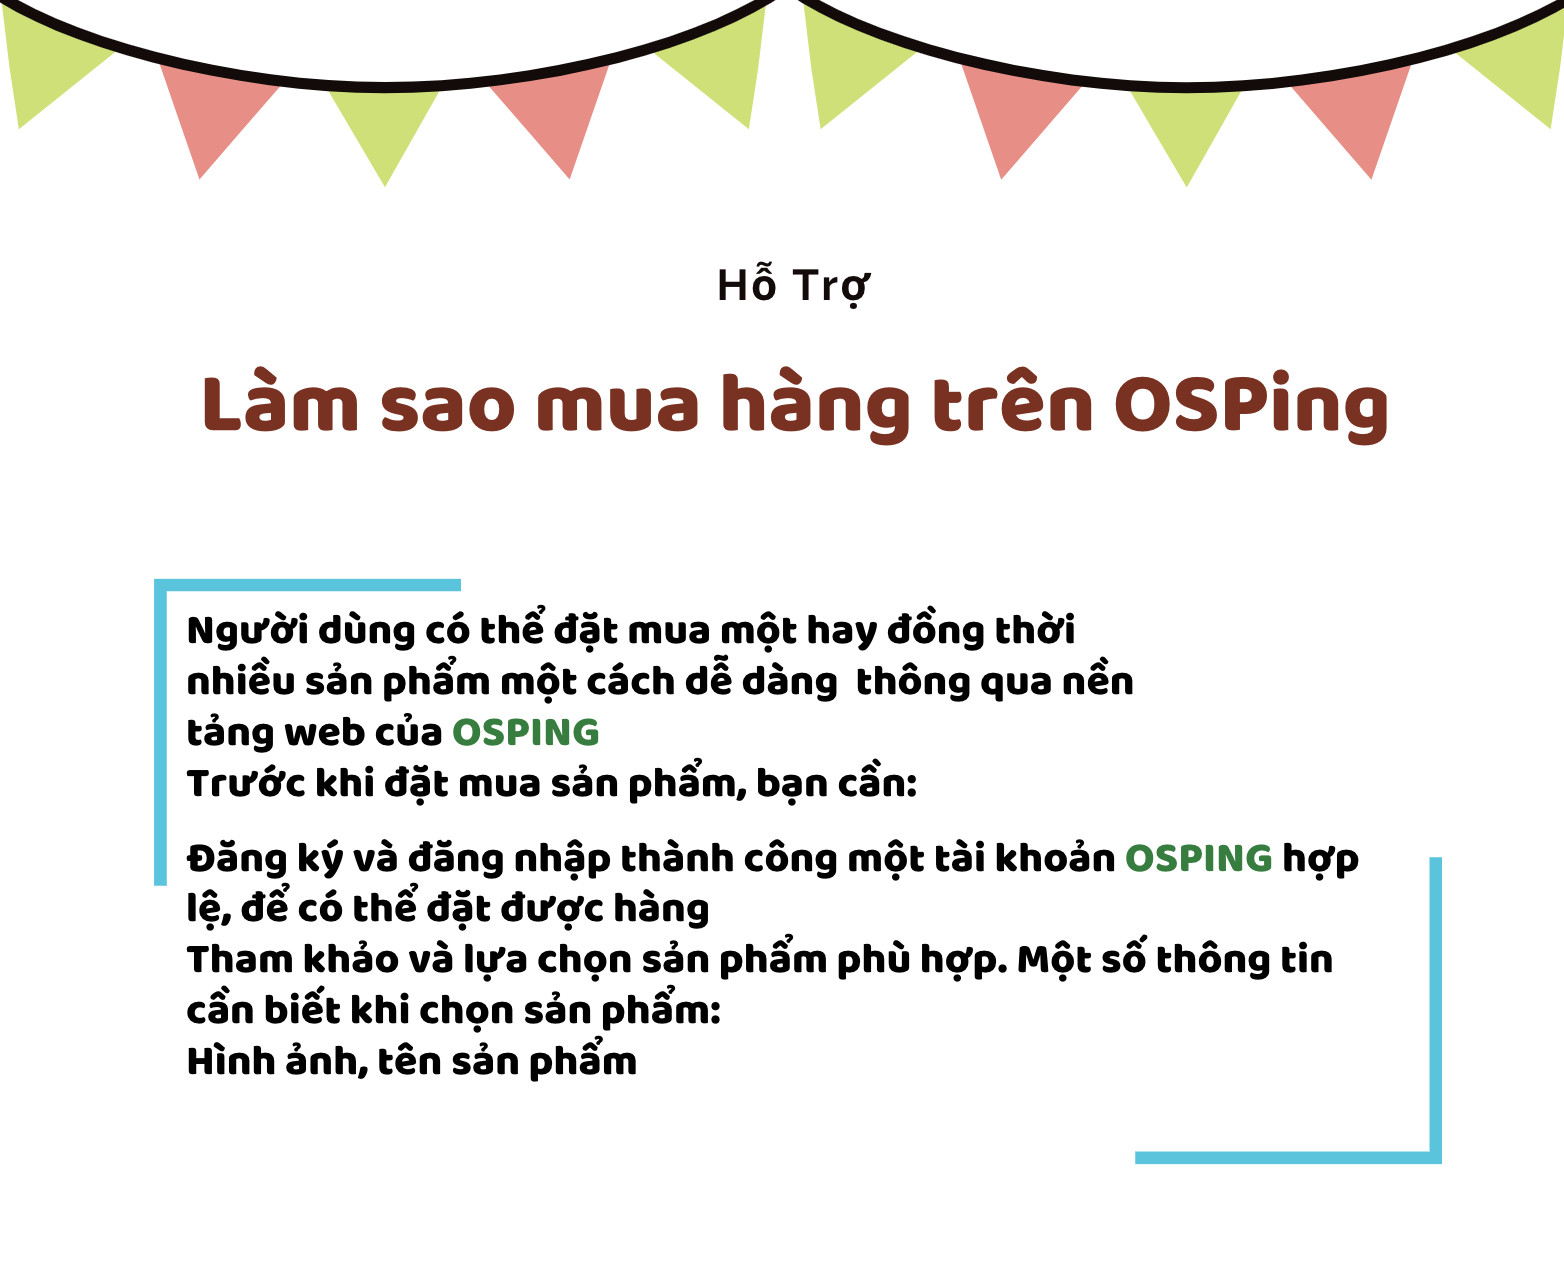 Hỗ Trợ
Làm sao mua hàng trên OSPing
Người dùng có thể đặt mua một hay đồng thời
nhiều sản phẩm một cách dễ dàng  thông qua nền
tảng web của OSPING
Trước khi đặt mua sản phẩm, bạn cần:
Đăng ký và đăng nhập thành công một tài khoản OSPING hợp
lệ, để có thể đặt được hàng
Tham khảo và lựa chọn sản phẩm phù hợp. Một số thông tin
cần biết khi chọn sản phẩm:
Hình ảnh, tên sản phẩm